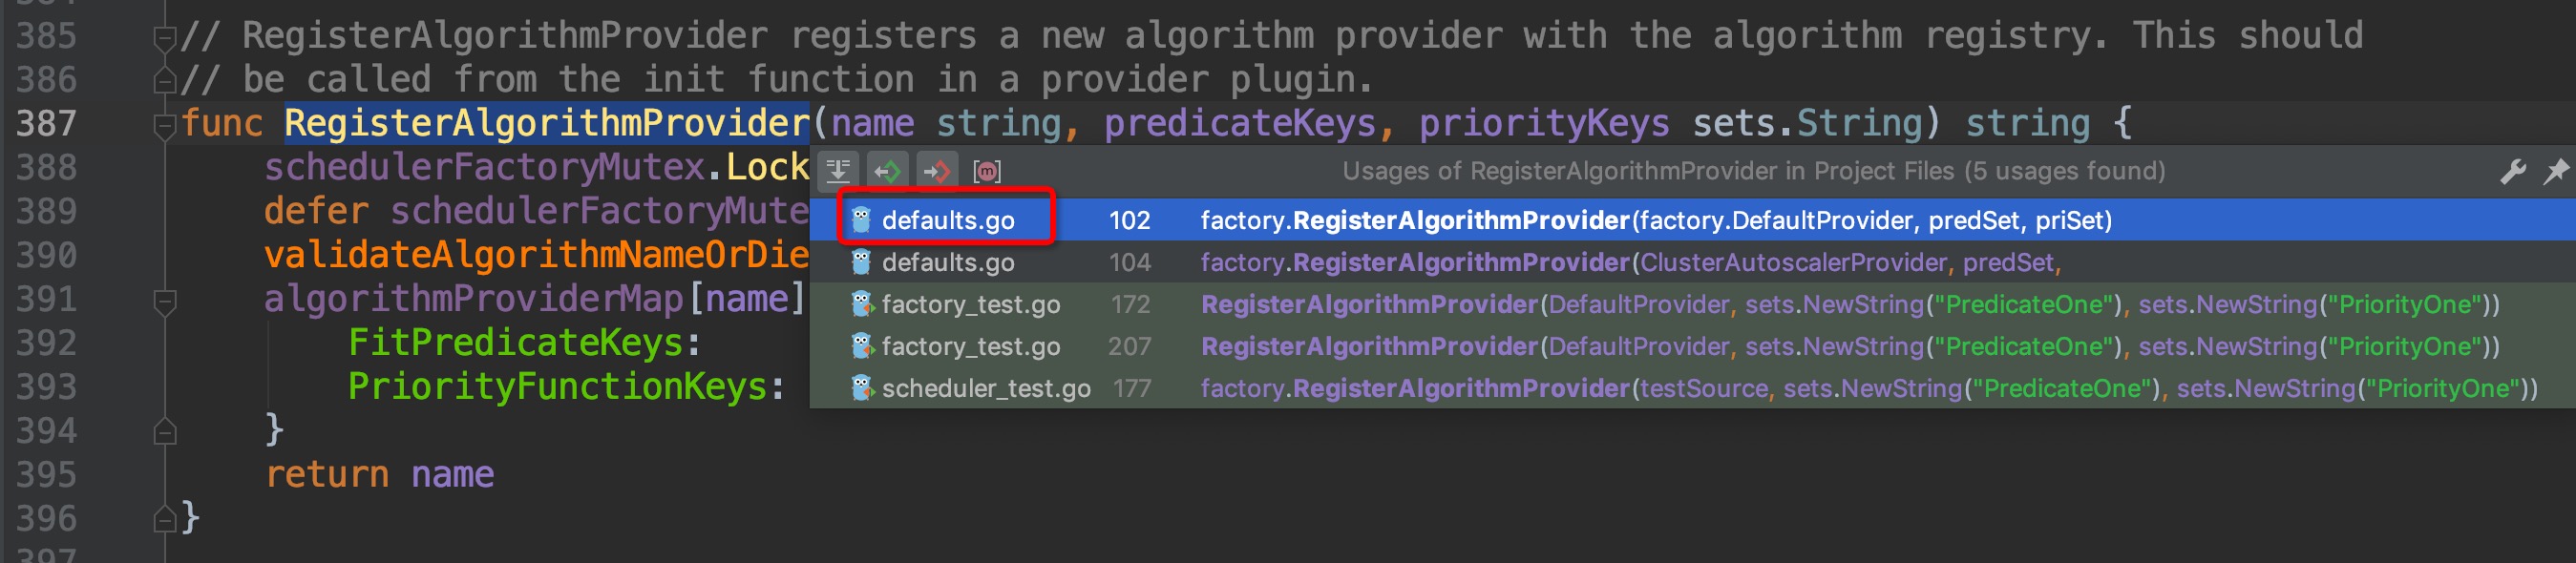 385 // RegisterAlgorithmProvider registers a new algorithm provider with the algorithm registry. This should
386 // be called from the init function in a provider plugin.
387 func RegisterAlgorithmProvider(name string, predicateKeys, priorityKeys sets.String) string {
388 schedulerFactoryMutex.Lock
Usages of RegisterAlgorithmProvider in Project Files (5 usages found)
389 defer schedulerFactoryMute
defaults.go 102 factory.RegisterAlgorithmProvider(factory.DefaultProvider, predSet, priSet)
390 validateAlgorithmNameOrDie
defaults.go 104 factory.RegisterAlgorithmProvider(ClusterAutoscalerProvider, predSet,
391 algorithmProviderMap[name]
factory_test.go 172 RegisterAlgorithmProvider(DefaultProvider, sets.NewString("PredicateOne"), sets.NewString("PriorityOne"))
392 FitPredicateKeys:
factory_test.go 207 RegisterAlgorithmProvider(DefaultProvider, sets.NewString("PredicateOne"), sets.NewString("PriorityOne"))
393 PriorityFunctionKeys:
scheduler_test.go 177 factory.RegisterAlgorithmProvider(testSource, sets.NewString("PredicateOne"), sets.NewString("PriorityOne"))
394 }
395 return name
396 }
397